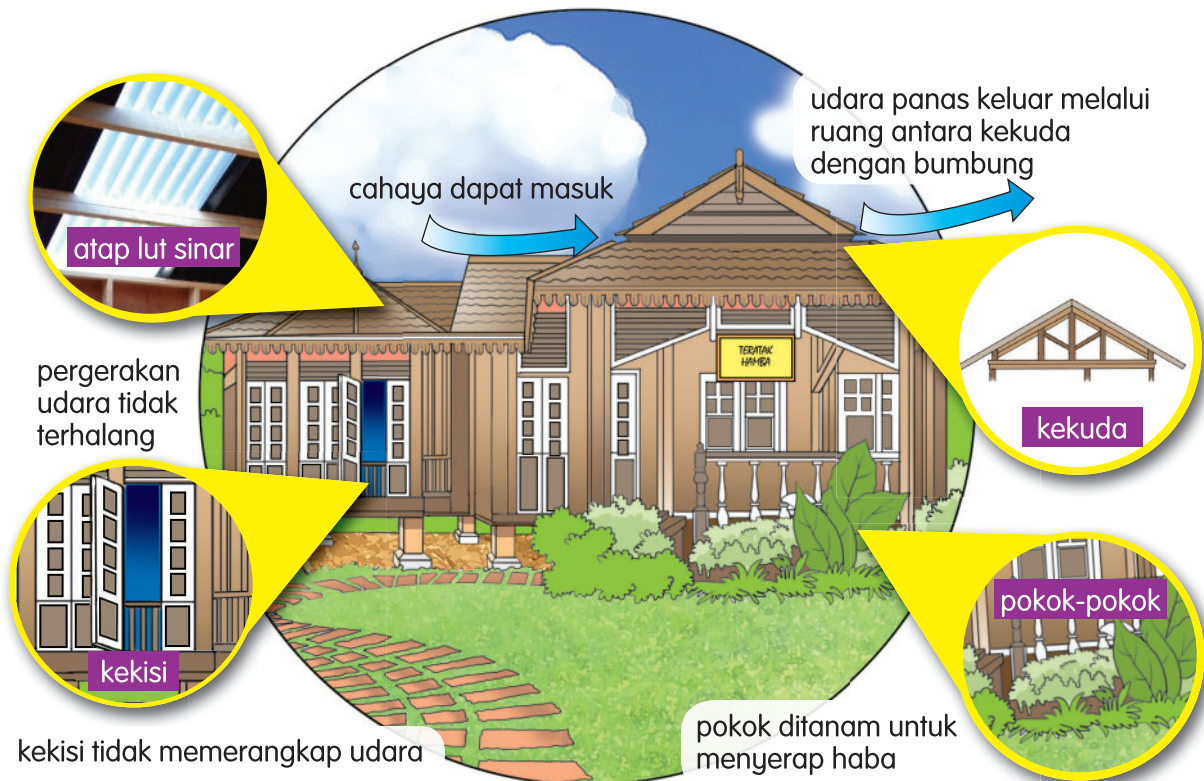 udara panas keluar melalui
ruang antara kekuda
dengan bumbung
cahaya dapat masuk
atap lut sinar
TERATAK
HAMBA
pergerakan
udara tidak
terhalang
kekuda
kekisi
pokok-pokok
kekisi tidak memerangkap udara
pokok ditanam untuk
menyerap haba